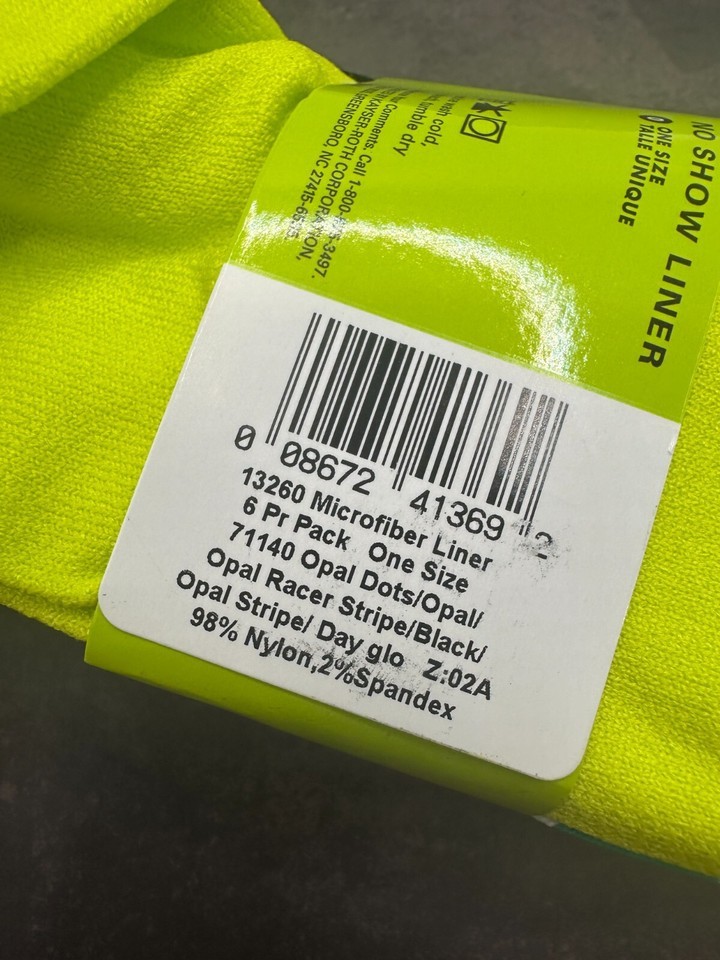 NO SHOW LINER
ONE SIZE
TALLE UNIQUE
wash cold,
tumble dry
Comments. Call 1-800-
3497.
KAYSER-ROTH CORPORATION,
GREENSBORO, NC 27415-
0 08672 41369 2
13260 Microfiber Liner
6 Pr Pack One Size
71140 Opal Dots/Opal/
Opal Racer Stripe/Black/
Opal Stripe/ Day glo Z:02A
98% Nylon,2%Spandex